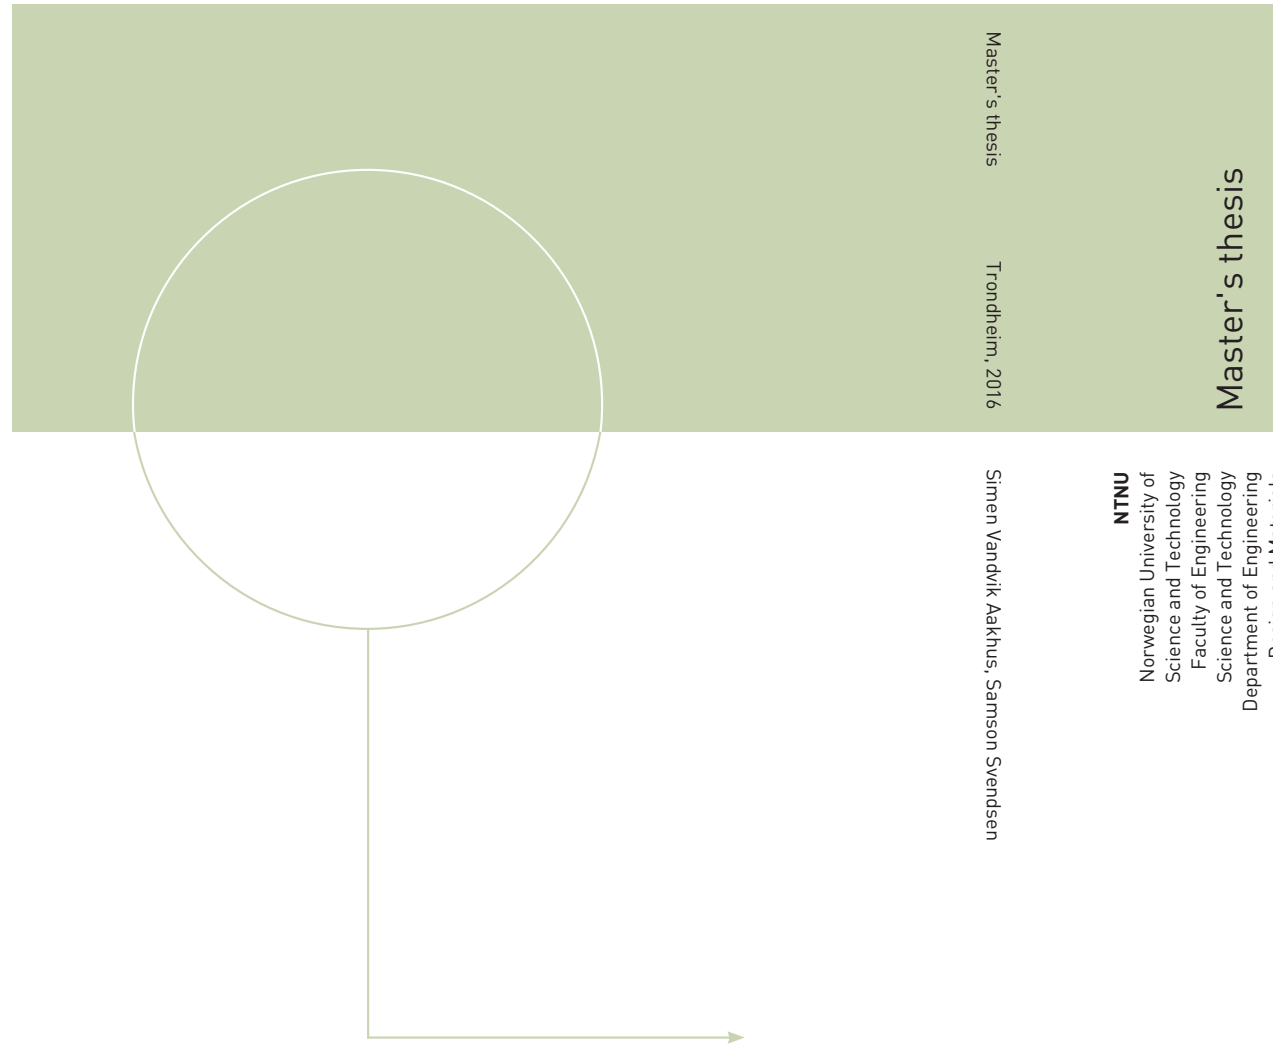 Master's thesis
Trondheim, 2016
Simen Vandvik Aakhus, Samson Svendsen
Master's thesis
NTNU
Norwegian University of
Science and Technology
Faculty of Engineering
Science and Technology
Department of Engineering